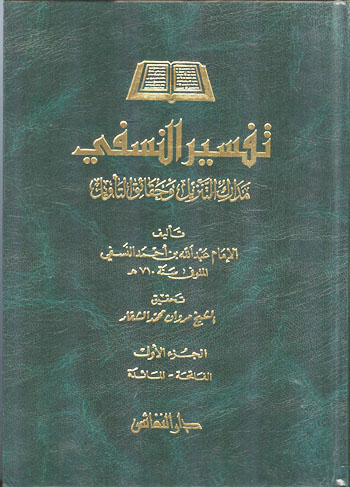 تفسير النسفي
مدارك التنزيل وحقائق التأويل
تأليف
الإمام عبد الله بن أحمد النسفي
المتوفى سنة ٧١٠ هـ
تحقيق
الشيخ مروان محمد الشعار
الجزء الأول
الفاتحة - المائدة
دار النفائس